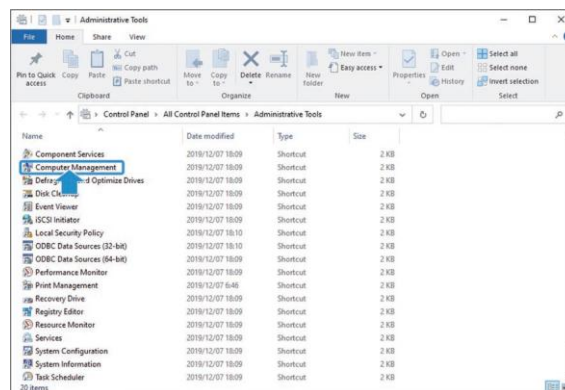 Administrative Tools
File Home Share View
Pin to Quick access
Copy
Paste
Cut
Copy path
Paste shortcut
Clipboard
Move to
Copy to
Delete
Rename
Organize
New folder
New item
Easy access
New
Properties
Open
Edit
History
Open
Select all
Select none
Invert selection
Select
Control Panel > All Control Panel Items > Administrative Tools
Name Date modified Type Size
Component Services 2019/12/07 18:09 Shortcut 2 KB
Computer Management 2019/12/07 18:09 Shortcut 2 KB
Defrag d Optimize Drives 2019/12/07 18:09 Shortcut 2 KB
Disk Cleanup 2019/12/07 18:09 Shortcut 2 KB
Event Viewer 2019/12/07 18:09 Shortcut 2 KB
iSCSI Initiator 2019/12/07 18:09 Shortcut 2 KB
Local Security Policy 2019/12/07 18:10 Shortcut 2 KB
ODBC Data Sources (32-bit) 2019/12/07 18:10 Shortcut 2 KB
ODBC Data Sources (64-bit) 2019/12/07 18:09 Shortcut 2 KB
Performance Monitor 2019/12/07 18:09 Shortcut 2 KB
Print Management 2019/12/07 6:46 Shortcut 2 KB
Recovery Drive 2019/12/07 18:09 Shortcut 2 KB
Registry Editor 2019/12/07 18:09 Shortcut 2 KB
Resource Monitor 2019/12/07 18:09 Shortcut 2 KB
Services 2019/12/07 18:09 Shortcut 2 KB
System Configuration 2019/12/07 18:09 Shortcut 2 KB
System Information 2019/12/07 18:09 Shortcut 2 KB
Task Scheduler 2019/12/07 18:09 Shortcut 2 KB
20 items